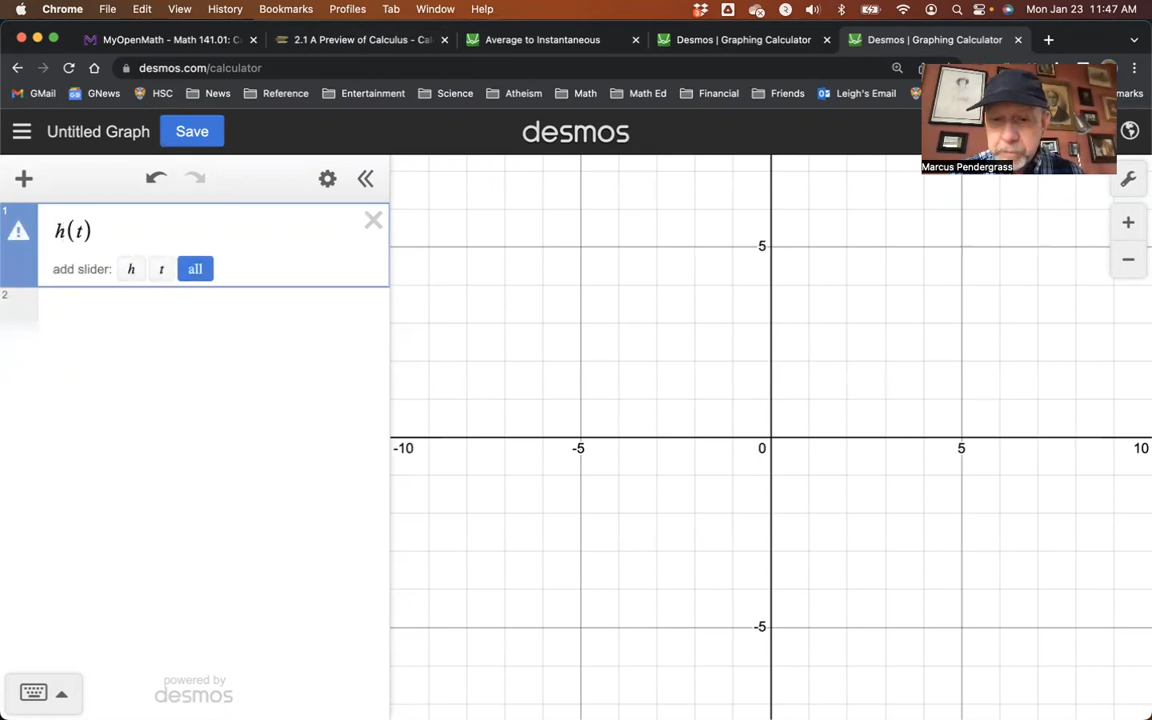 Chrome File Edit View History Bookmarks Profiles Tab Window Help Mon Jan 23 11:47 AM
MyOpenMath - Math 141.01: C
2.1 A Preview of Calculus - Cal
Average to Instantaneous
Desmos | Graphing Calculator
Desmos | Graphing Calculator
desmos.com/calculator
GMail GNews HSC News Reference Entertainment Science Atheism Math Math Ed Financial Friends Leigh's Email
Untitled Graph Save desmos
Marcus Pendergrass
1
h(t)
add slider: h t all
2
5
-10 -5 0 5 10
-5
powered by
desmos